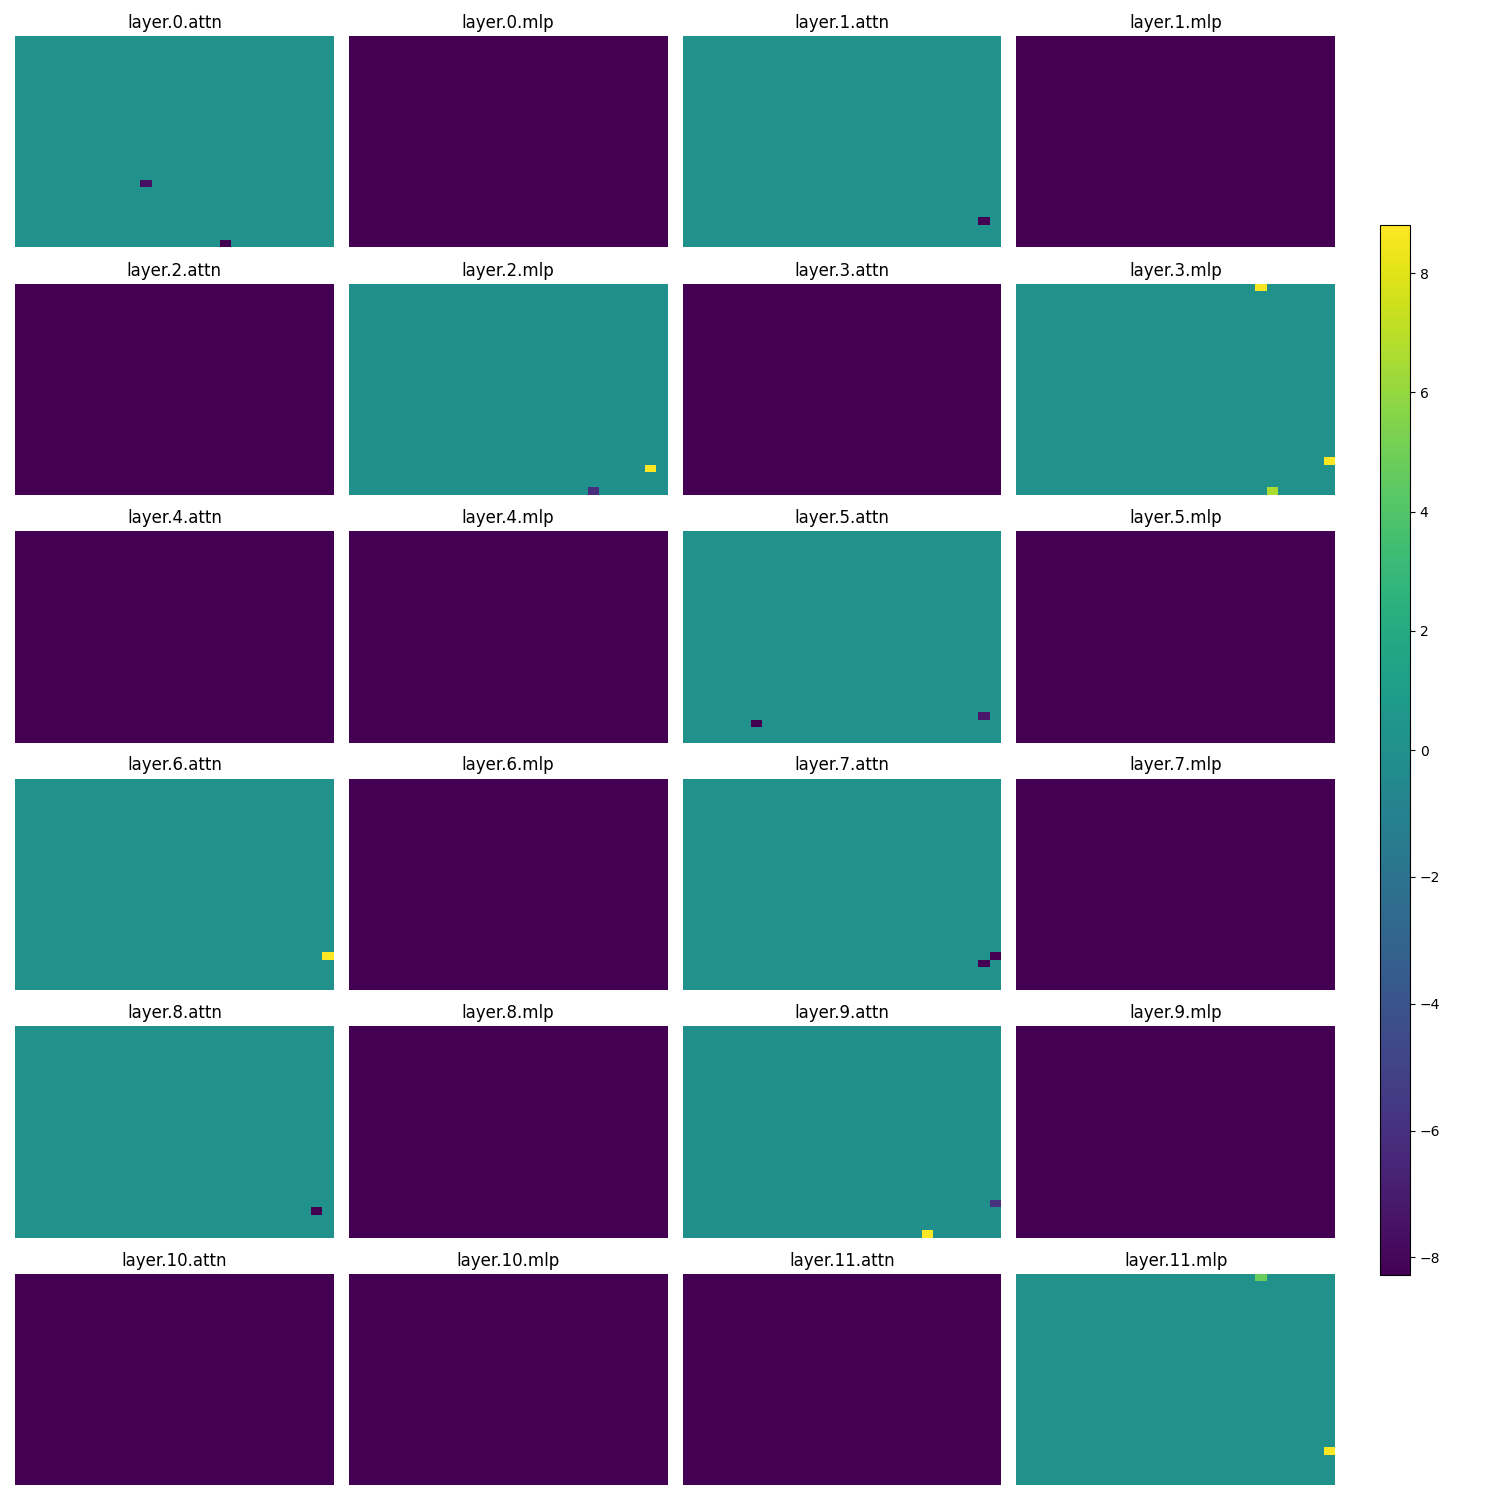 layer.0.attn layer.0.mlp layer.1.attn layer.1.mlp
layer.2.attn layer.2.mlp layer.3.attn layer.3.mlp
8
6
layer.4.attn layer.4.mlp layer.5.attn layer.5.mlp
4
2
0
layer.6.attn layer.6.mlp layer.7.attn layer.7.mlp
−2
layer.8.attn layer.8.mlp layer.9.attn layer.9.mlp
−4
−6
layer.10.attn layer.10.mlp layer.11.attn layer.11.mlp
−8